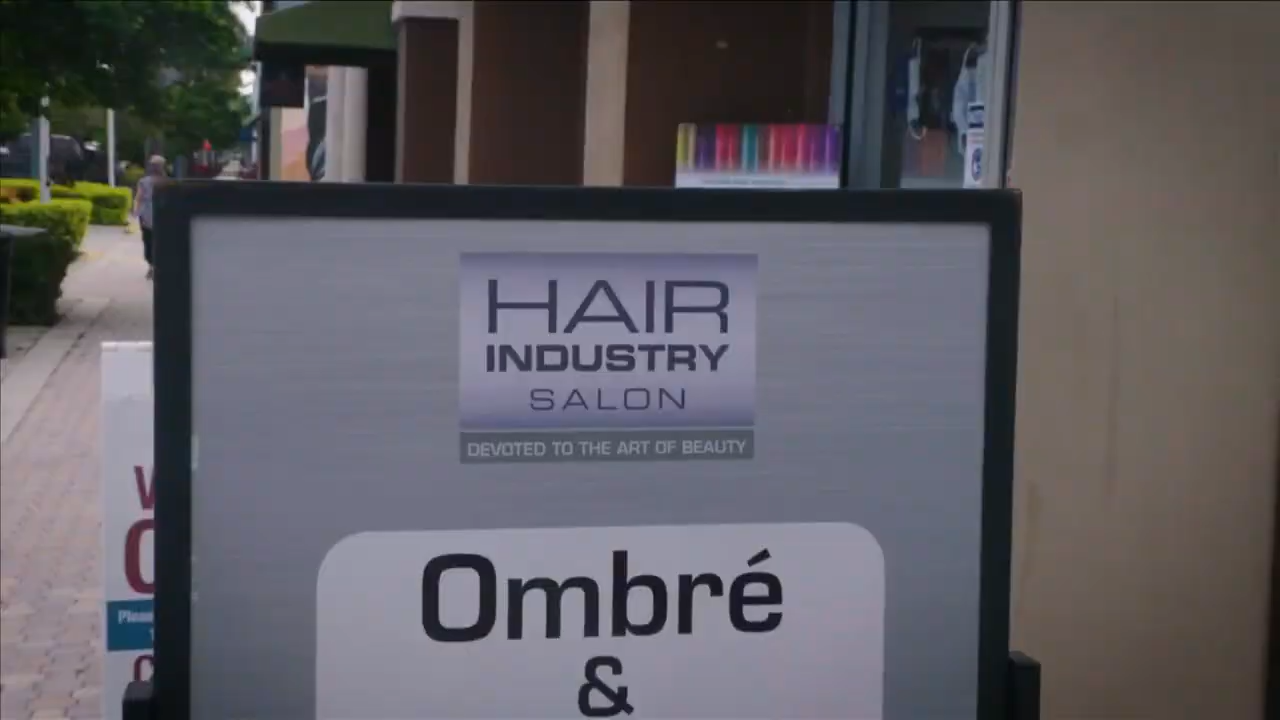 HAIR
INDUSTRY
SALON
DEVOTED TO THE ART OF BEAUTY
Ombré
&